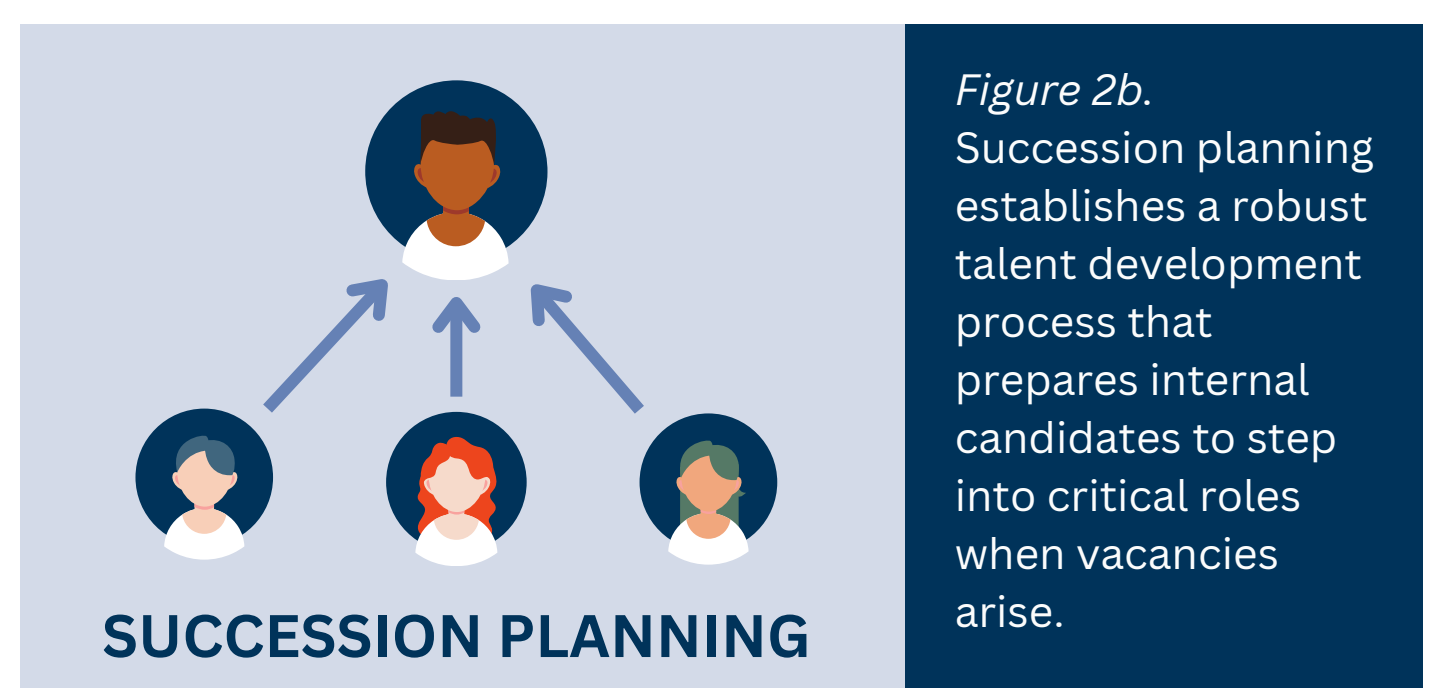 SUCCESSION PLANNING
Figure 2b.
Succession planning
establishes a robust
talent development
process that
prepares internal
candidates to step
into critical roles
when vacancies
arise.